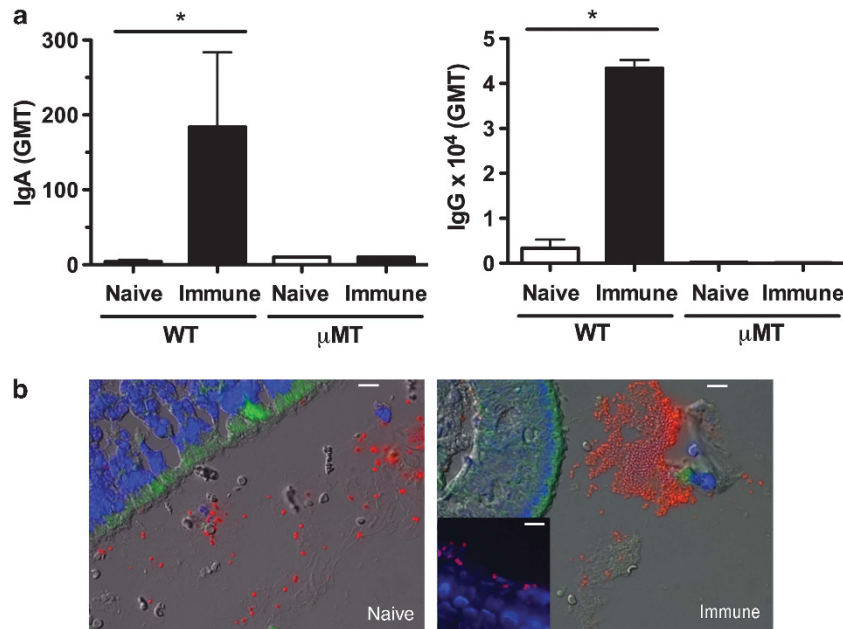 a
*
300
200
100
0
IgA (GMT)
Naive Immune Naive Immune
WT μMT
*
5
4
3
2
1
0
IgG x 10⁴ (GMT)
Naive Immune Naive Immune
WT μMT
b
Naive
Immune